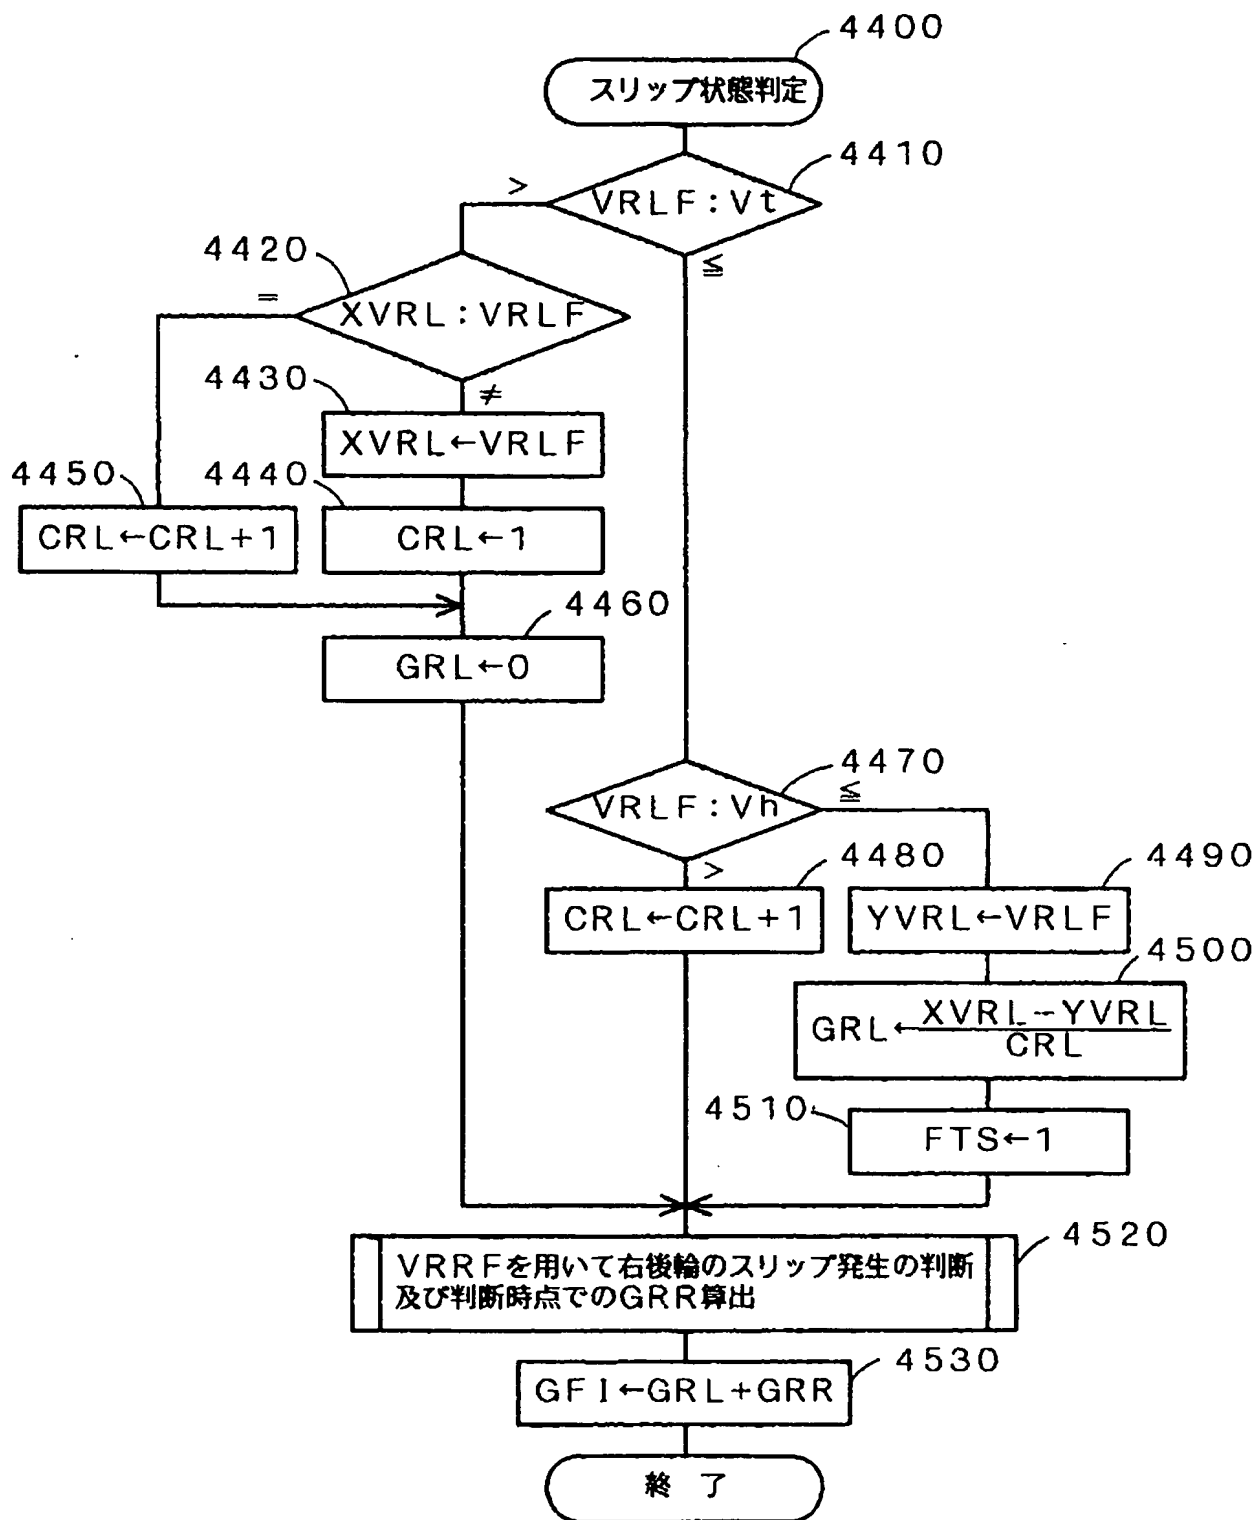 4400
スリップ状態判定
4410
VRLF:Vt
>
≦
4420
XVRL:VRLF
=
≠
4430
XVRL←VRLF
4450
CRL←CRL+1
4440
CRL←1
4460
GRL←0
4470
VRLF:Vh
≦
>
4480
CRL←CRL+1
4490
YVRL←VRLF
4500
GRL←XVRL-YVRL
CRL
4510
FTS←1
4520
VRRFを用いて右後輪のスリップ発生の判断
及び判断時点でのGRR算出
4530
GFI←GRL+GRR
終了